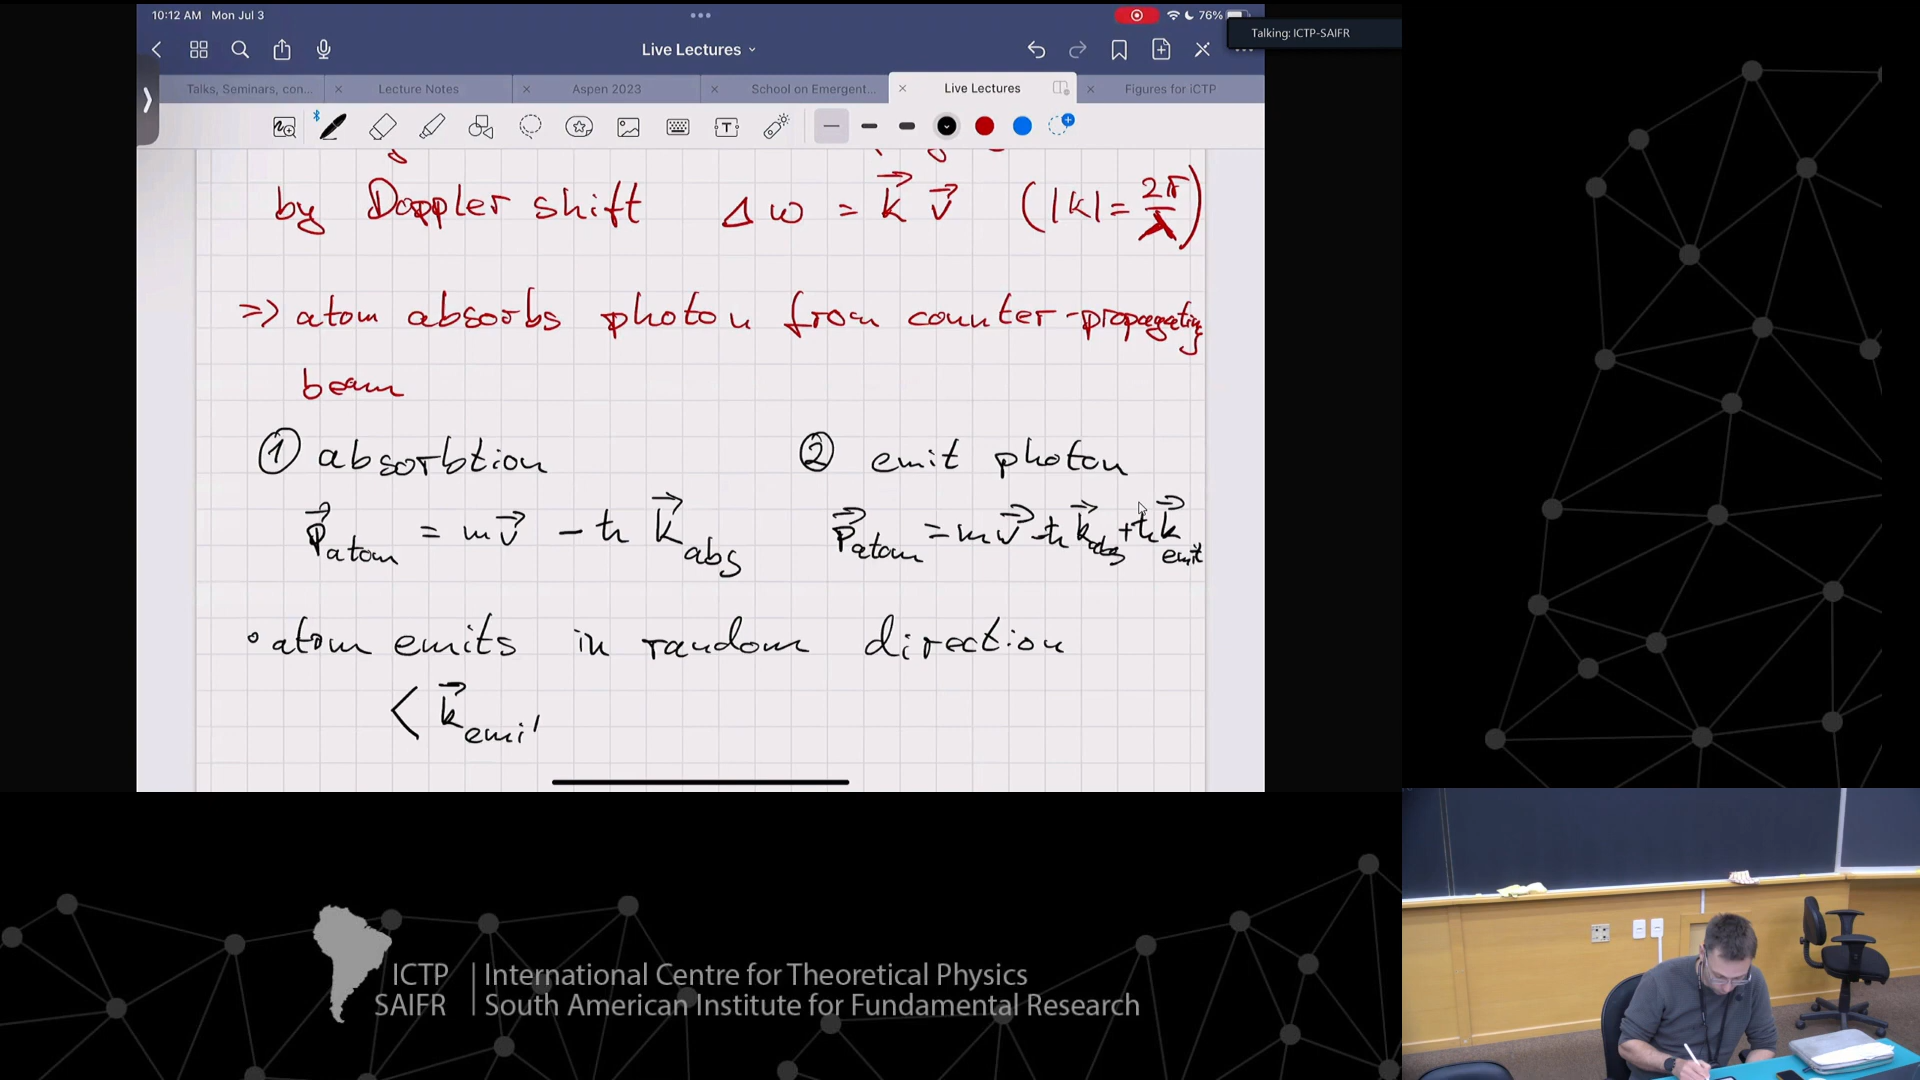 10:12 AM Mon Jul 3
76%
Talking: ICTP-SAIFR
Live Lectures
Talks, Seminars, con...
Lecture Notes
Aspen 2023
School on Emergent...
Live Lectures
Figures for iCTP
by Doppler shift Δω = k⃗ v⃗ (|k| = 2π/λ)
=> atom absorbs photon from counter-propagating
beam
① absorbtion
② emit photon
p⃗atom = mv⃗ - ħ k⃗abs
p⃗atom = mv⃗ - ħk⃗abs + ħk⃗emit
• atom emits in random direction
< k⃗emi
ICTP | International Centre for Theoretical Physics
SAIFR | South American Institute for Fundamental Research